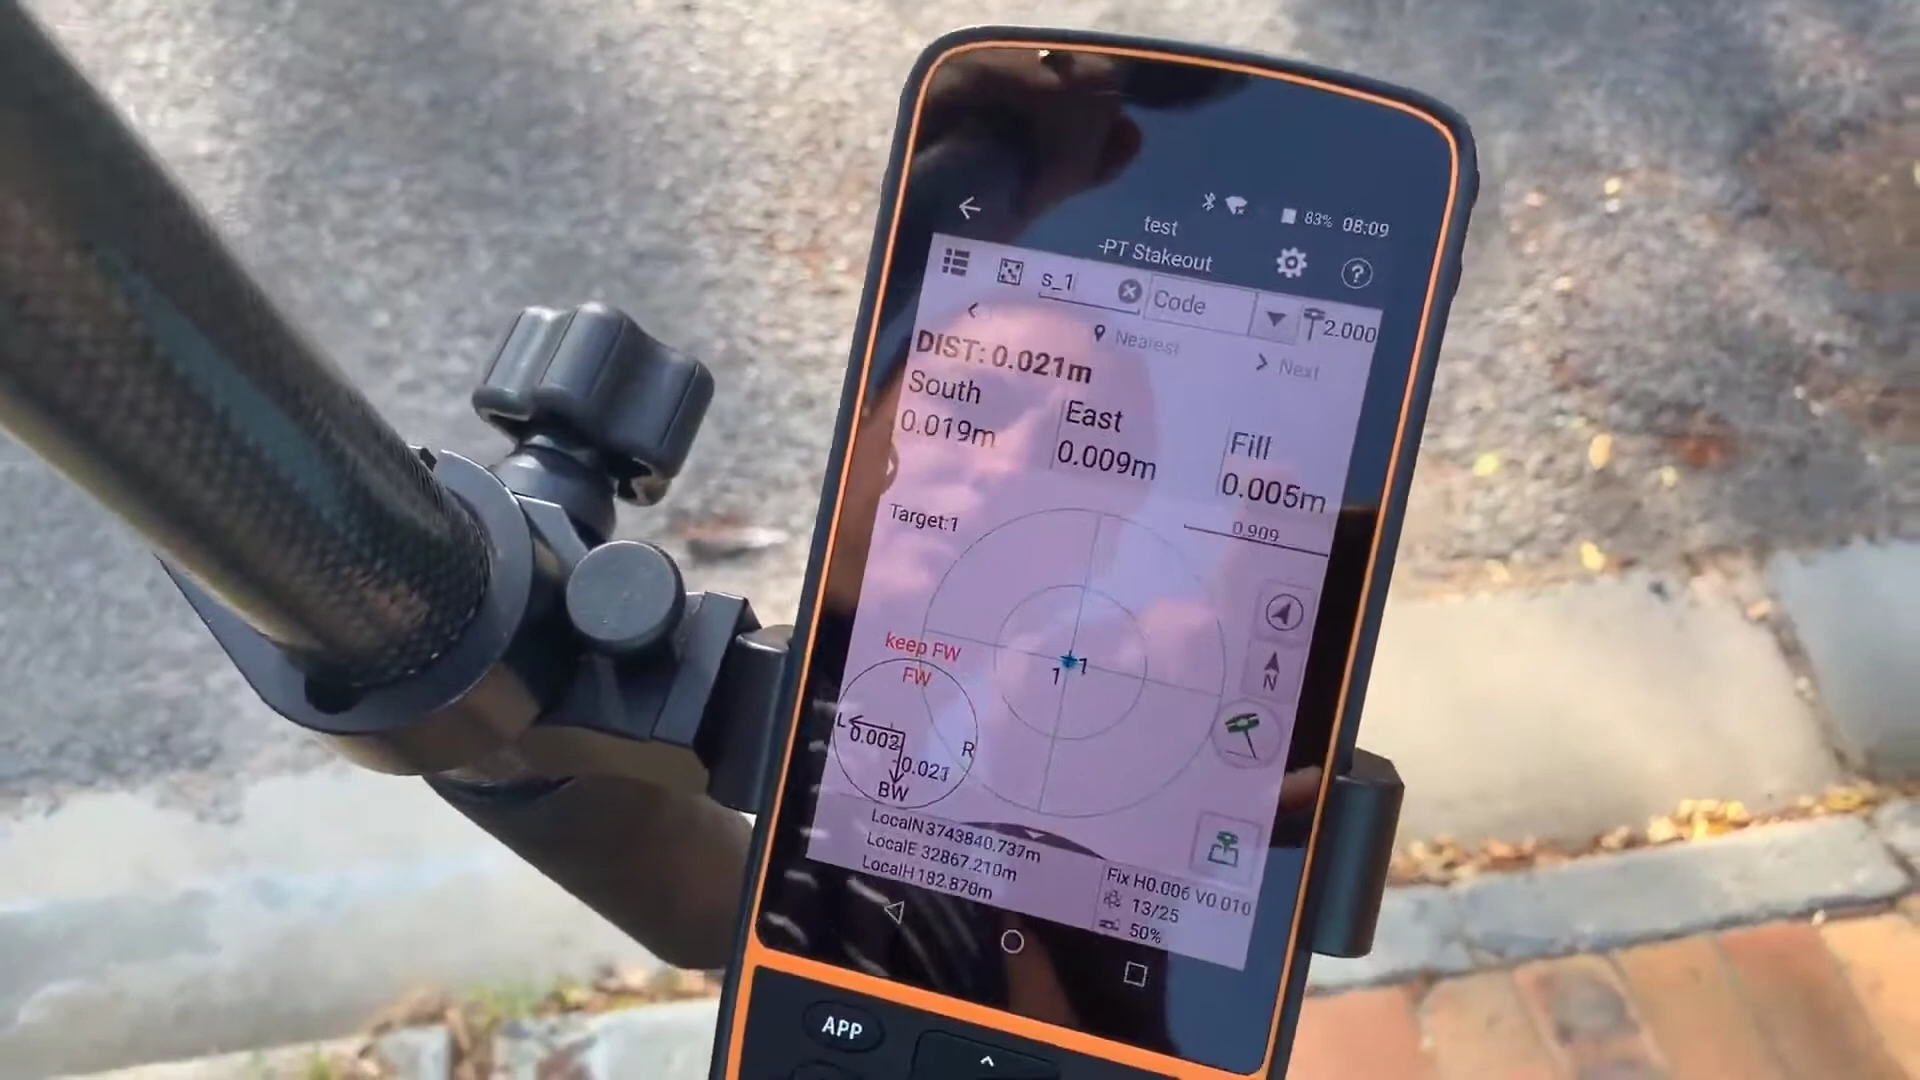 83% 08:09
test
-PT Stakeout
s_1 Code 2.000
Nearest
Next
DIST: 0.021m
South East Fill
0.019m 0.009m 0.005m
0.909
Target:1
keep FW
FW
N
1 1
L 0.002 R
-0.021
BW
LocalN 3743840.737m
LocalE 32867.210m
LocalH 182.878m
Fix H0.006 V0.010
13/25
50%
APP